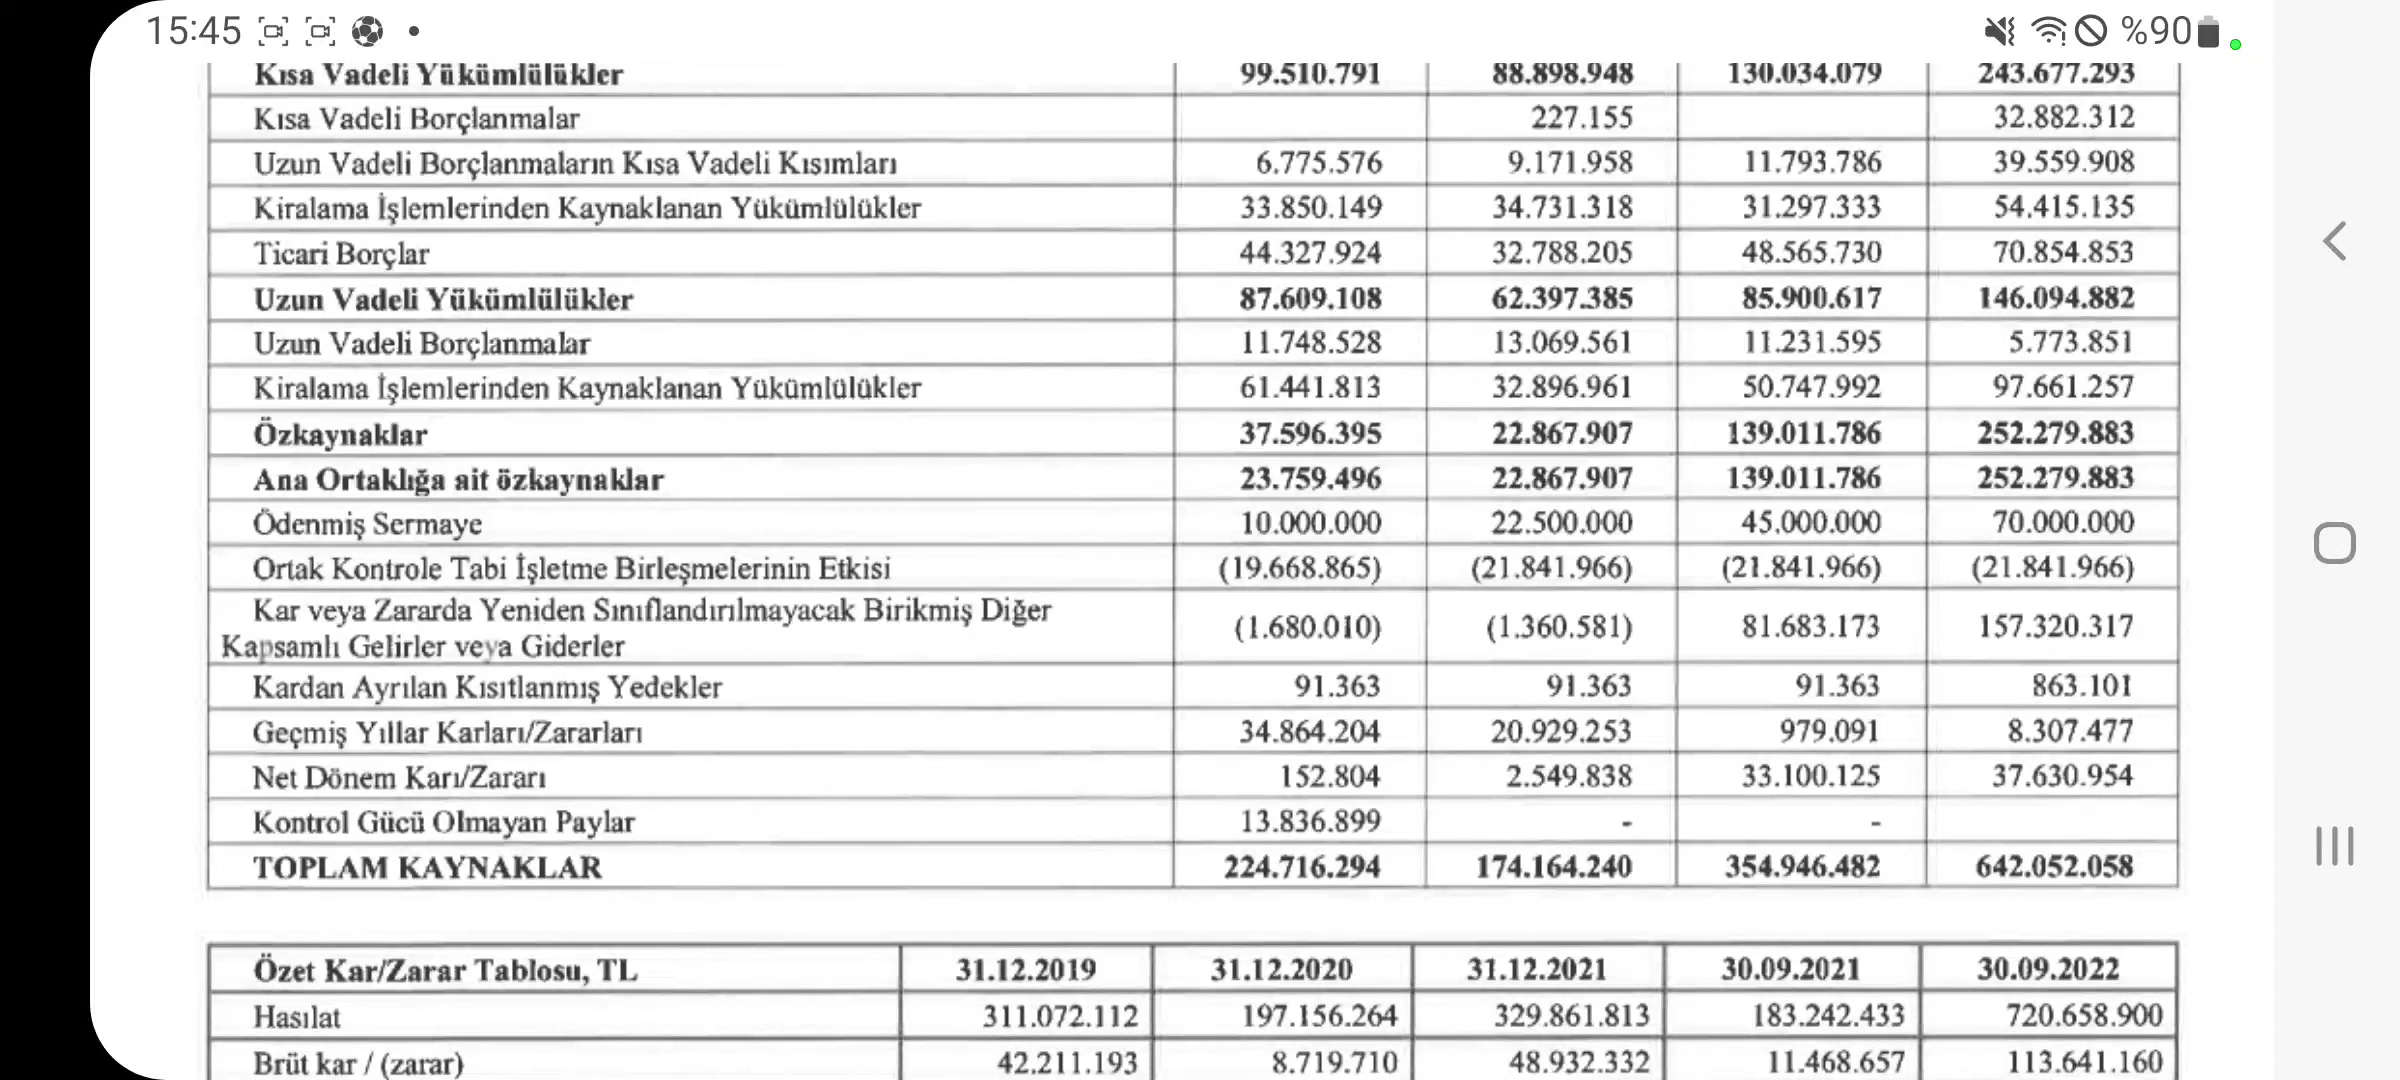 15:45 %90
Kısa Vadeli Yükümlülükler 99.510.791 88.898.948 130.034.079 243.677.293
Kısa Vadeli Borçlanmalar 227.155 32.882.312
Uzun Vadeli Borçlanmaların Kısa Vadeli Kısımları 6.775.576 9.171.958 11.793.786 39.559.908
Kiralama İşlemlerinden Kaynaklanan Yükümlülükler 33.850.149 34.731.318 31.297.333 54.415.135
Ticari Borçlar 44.327.924 32.788.205 48.565.730 70.854.853
Uzun Vadeli Yükümlülükler 87.609.108 62.397.385 85.900.617 146.094.882
Uzun Vadeli Borçlanmalar 11.748.528 13.069.561 11.231.595 5.773.851
Kiralama İşlemlerinden Kaynaklanan Yükümlülükler 61.441.813 32.896.961 50.747.992 97.661.257
Özkaynaklar 37.596.395 22.867.907 139.011.786 252.279.883
Ana Ortaklığa ait özkaynaklar 23.759.496 22.867.907 139.011.786 252.279.883
Ödenmiş Sermaye 10.000.000 22.500.000 45.000.000 70.000.000
Ortak Kontrole Tabi İşletme Birleşmelerinin Etkisi (19.668.865) (21.841.966) (21.841.966) (21.841.966)
Kar veya Zararda Yeniden Sınıflandırılmayacak Birikmiş Diğer
Kapsamlı Gelirler veya Giderler (1.680.010) (1.360.581) 81.683.173 157.320.317
Kardan Ayrılan Kısıtlanmış Yedekler 91.363 91.363 91.363 863.101
Geçmiş Yıllar Karları/Zararları 34.864.204 20.929.253 979.091 8.307.477
Net Dönem Karı/Zararı 152.804 2.549.838 33.100.125 37.630.954
Kontrol Gücü Olmayan Paylar 13.836.899 - -
TOPLAM KAYNAKLAR 224.716.294 174.164.240 354.946.482 642.052.058
Özet Kar/Zarar Tablosu, TL 31.12.2019 31.12.2020 31.12.2021 30.09.2021 30.09.2022
Hasılat 311.072.112 197.156.264 329.861.813 183.242.433 720.658.900
Brüt kar / (zarar) 42.211.193 8.719.710 48.932.332 11.468.657 113.641.160